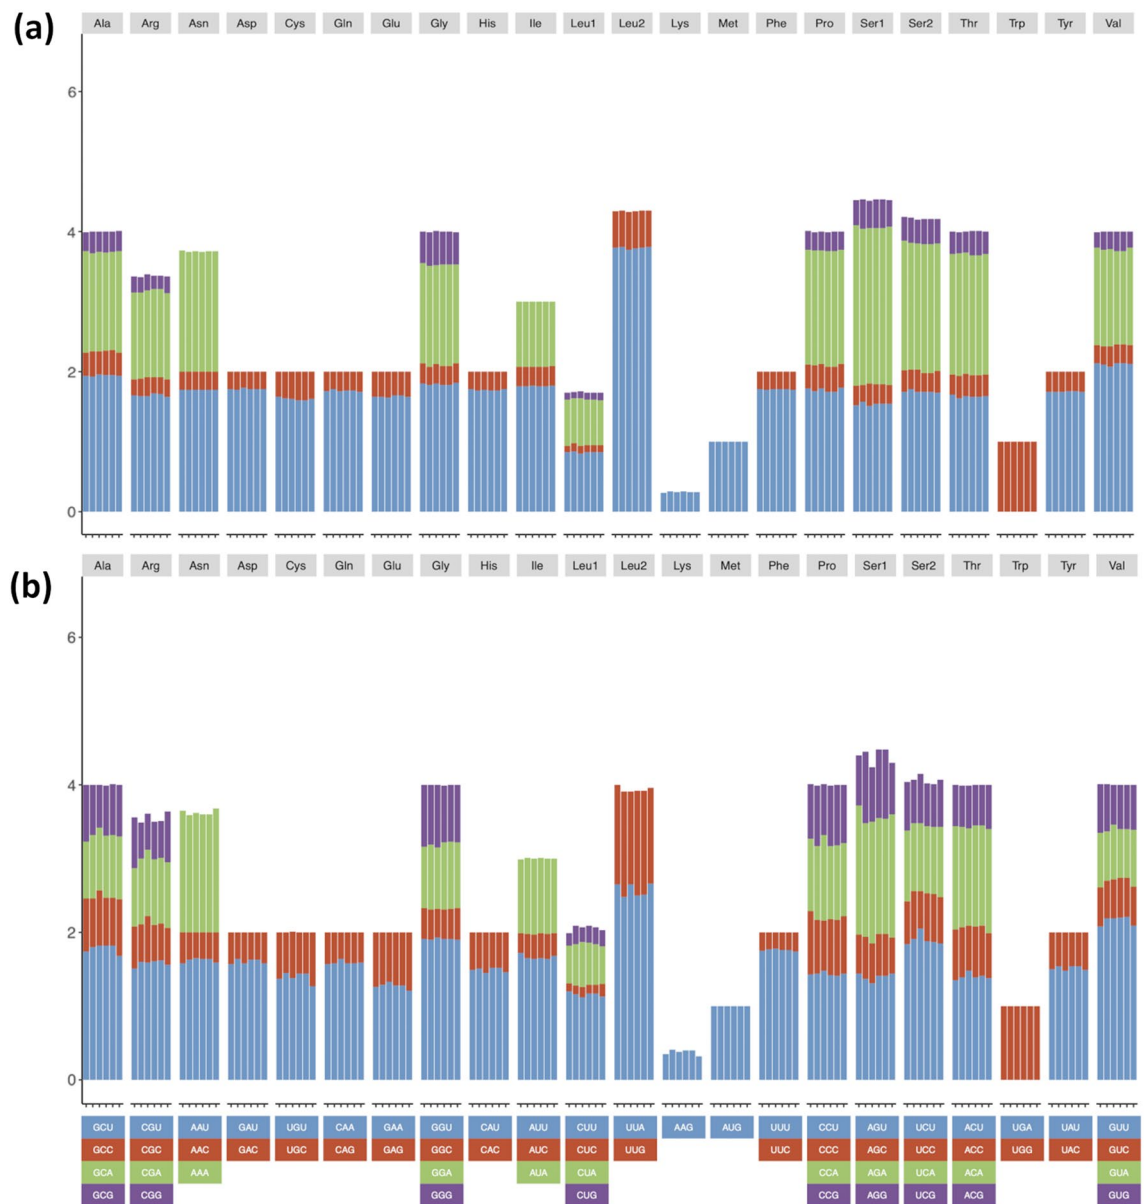 (a)
Ala Arg Asn Asp Cys Gln Glu Gly His Ile Leu1 Leu2 Lys Met Phe Pro Ser1 Ser2 Thr Trp Tyr Val
6
4
2
0
(b)
Ala Arg Asn Asp Cys Gln Glu Gly His Ile Leu1 Leu2 Lys Met Phe Pro Ser1 Ser2 Thr Trp Tyr Val
6
4
2
0
GCU CGU AAU GAU UGU CAA GAA GGU CAU AUU CUU UUA AAG AUG UUU CCU AGU UCU ACU UGA UAU GUU
GCC CGC AAC GAC UGC CAG GAG GGC CAC AUC CUC UUG UUC CCC AGC UCC ACC UGG UAC GUC
GCA CGA AAA GGA AUA CUA CCA AGA UCA ACA GUA
GCG CGG GGG CUG CCG AGG UCG ACG GUG